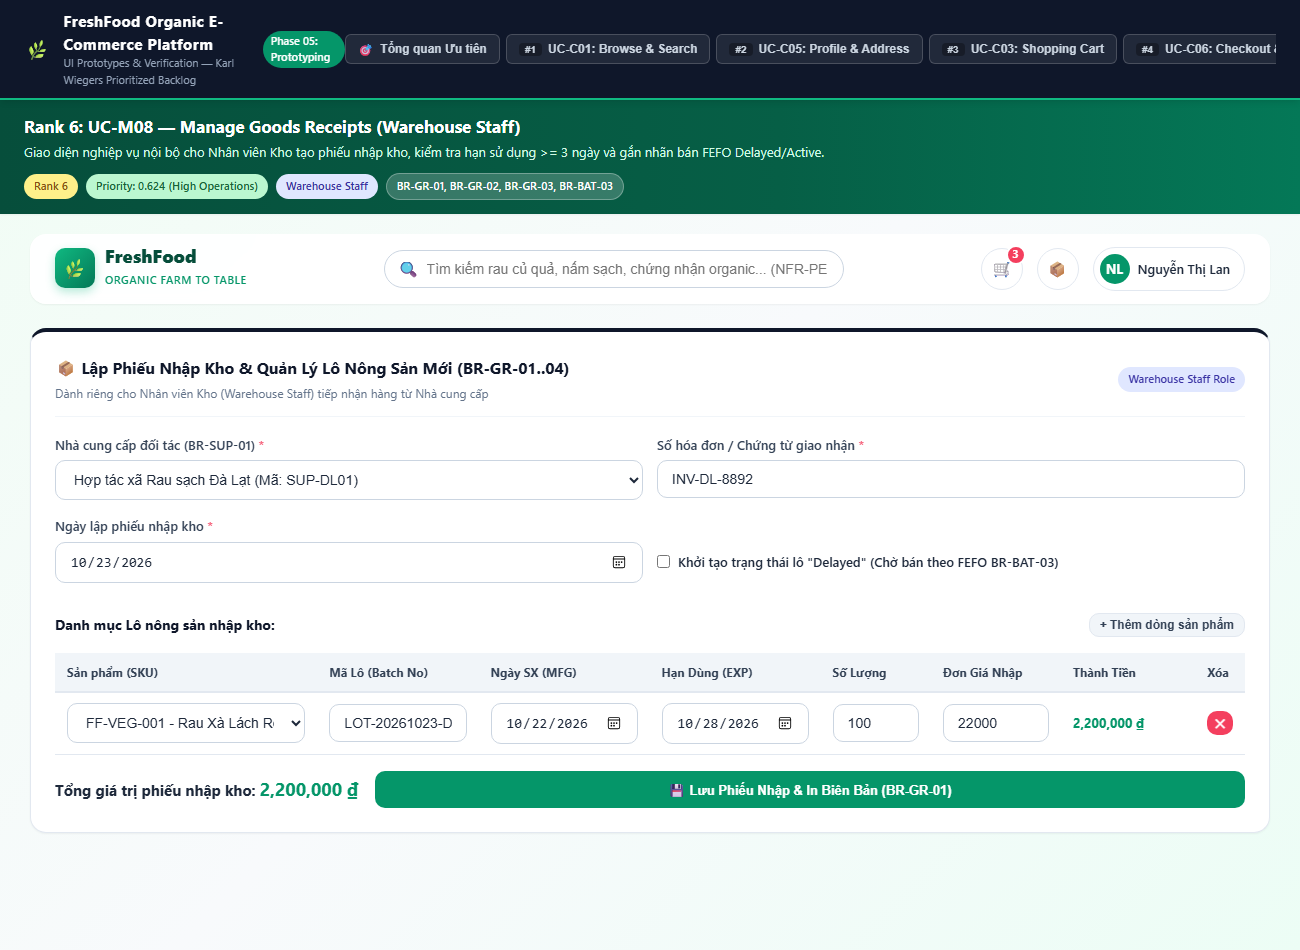 FreshFood Organic E-
Commerce Platform
UI Prototypes & Verification — Karl
Wiegers Prioritized Backlog
Phase 05:
Prototyping
Tổng quan Ưu tiên
#1 UC-C01: Browse & Search
#2 UC-C05: Profile & Address
#3 UC-C03: Shopping Cart
#4 UC-C06: Checkout
Rank 6: UC-M08 — Manage Goods Receipts (Warehouse Staff)
Giao diện nghiệp vụ nội bộ cho Nhân viên Kho tạo phiếu nhập kho, kiểm tra hạn sử dụng >= 3 ngày và gắn nhãn bán FEFO Delayed/Active.
Rank 6
Priority: 0.624 (High Operations)
Warehouse Staff
BR-GR-01, BR-GR-02, BR-GR-03, BR-BAT-03
FreshFood
ORGANIC FARM TO TABLE
Tìm kiếm rau củ quả, nấm sạch, chứng nhận organic... (NFR-PE
3
NL Nguyễn Thị Lan
Lập Phiếu Nhập Kho & Quản Lý Lô Nông Sản Mới (BR-GR-01..04)
Dành riêng cho Nhân viên Kho (Warehouse Staff) tiếp nhận hàng từ Nhà cung cấp
Warehouse Staff Role
Nhà cung cấp đối tác (BR-SUP-01) *
Số hóa đơn / Chứng từ giao nhận *
Hợp tác xã Rau sạch Đà Lạt (Mã: SUP-DL01)
INV-DL-8892
Ngày lập phiếu nhập kho *
10/23/2026
Khởi tạo trạng thái lô "Delayed" (Chờ bán theo FEFO BR-BAT-03)
Danh mục Lô nông sản nhập kho:
+ Thêm dòng sản phẩm
Sản phẩm (SKU) Mã Lô (Batch No) Ngày SX (MFG) Hạn Dùng (EXP) Số Lượng Đơn Giá Nhập Thành Tiền Xóa
FF-VEG-001 - Rau Xà Lách R LOT-20261023-D 10/22/2026 10/28/2026 100 22000 2,200,000 ₫
Tổng giá trị phiếu nhập kho: 2,200,000 ₫
Lưu Phiếu Nhập & In Biên Bản (BR-GR-01)